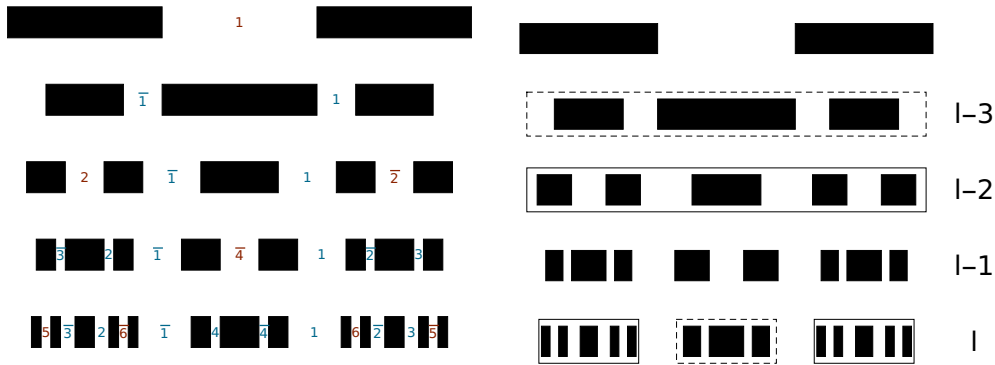 1
1̅ 1
2 1̅ 1 2̅
3̅ 2 1̅ 4̅ 1 2̅ 3
5 3̅ 2 6̅ 1̅ 4 4̅ 1 6 2̅ 3 5̅
l–3
l–2
l–1
l